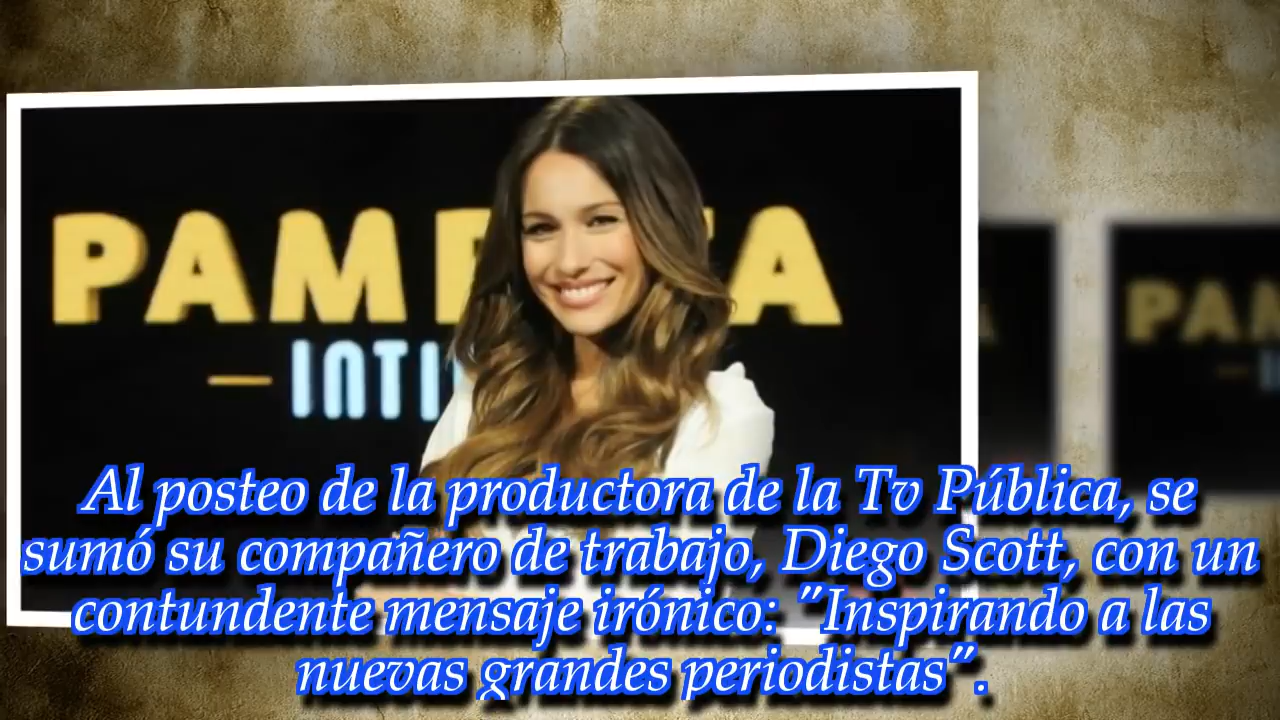 PAM
INTI
Al posteo de la productora de la Tv Pública, se
sumó su compañero de trabajo, Diego Scott, con un
contundente mensaje irónico: "Inspirando a las
nuevas grandes periodistas".